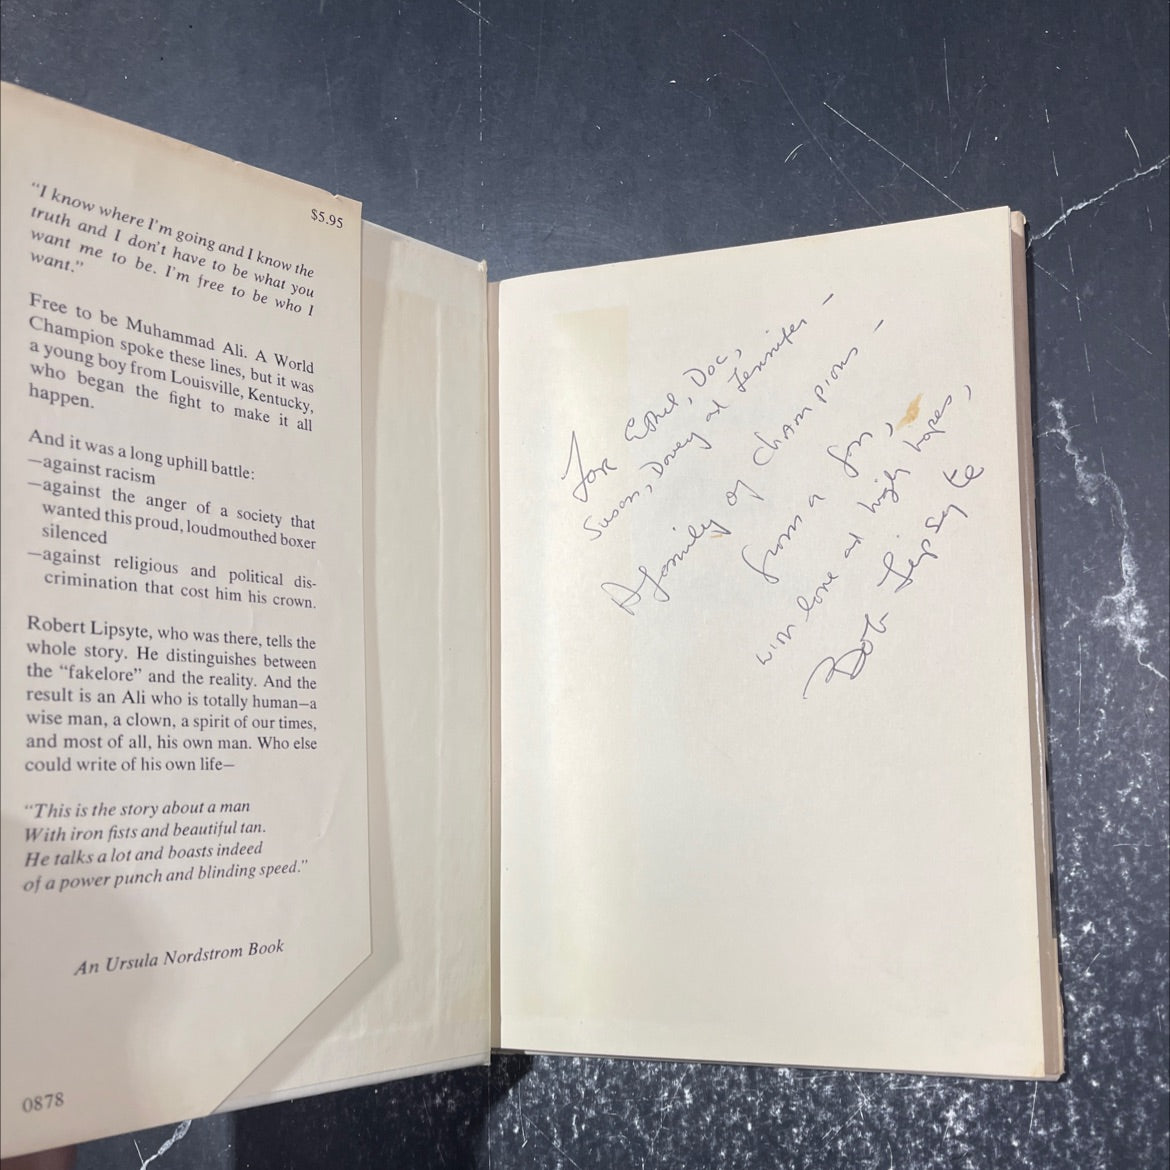 $5.95
"I know where I'm going and I know the
truth and I don't have to be what you
want me to be. I'm free to be who I
want."
Free to be Muhammad Ali. A World
Champion spoke these lines, but it was
a young boy from Louisville, Kentucky,
who began the fight to make it all
happen.
And it was a long uphill battle:
—against racism
—against the anger of a society that
wanted this proud, loudmouthed boxer
silenced
—against religious and political dis-
crimination that cost him his crown.
Robert Lipsyte, who was there, tells the
whole story. He distinguishes between
the "fakelore" and the reality. And the
result is an Ali who is totally human—a
wise man, a clown, a spirit of our times,
and most of all, his own man. Who else
could write of his own life—
"This is the story about a man
With iron fists and beautiful tan.
He talks a lot and boasts indeed
of a power punch and blinding speed."
An Ursula Nordstrom Book
0878
For Ethel, Doc,
Susan, and Jennifer –
A family of champions –
from a fan,
with love and high hopes,
Bob Lipsyte